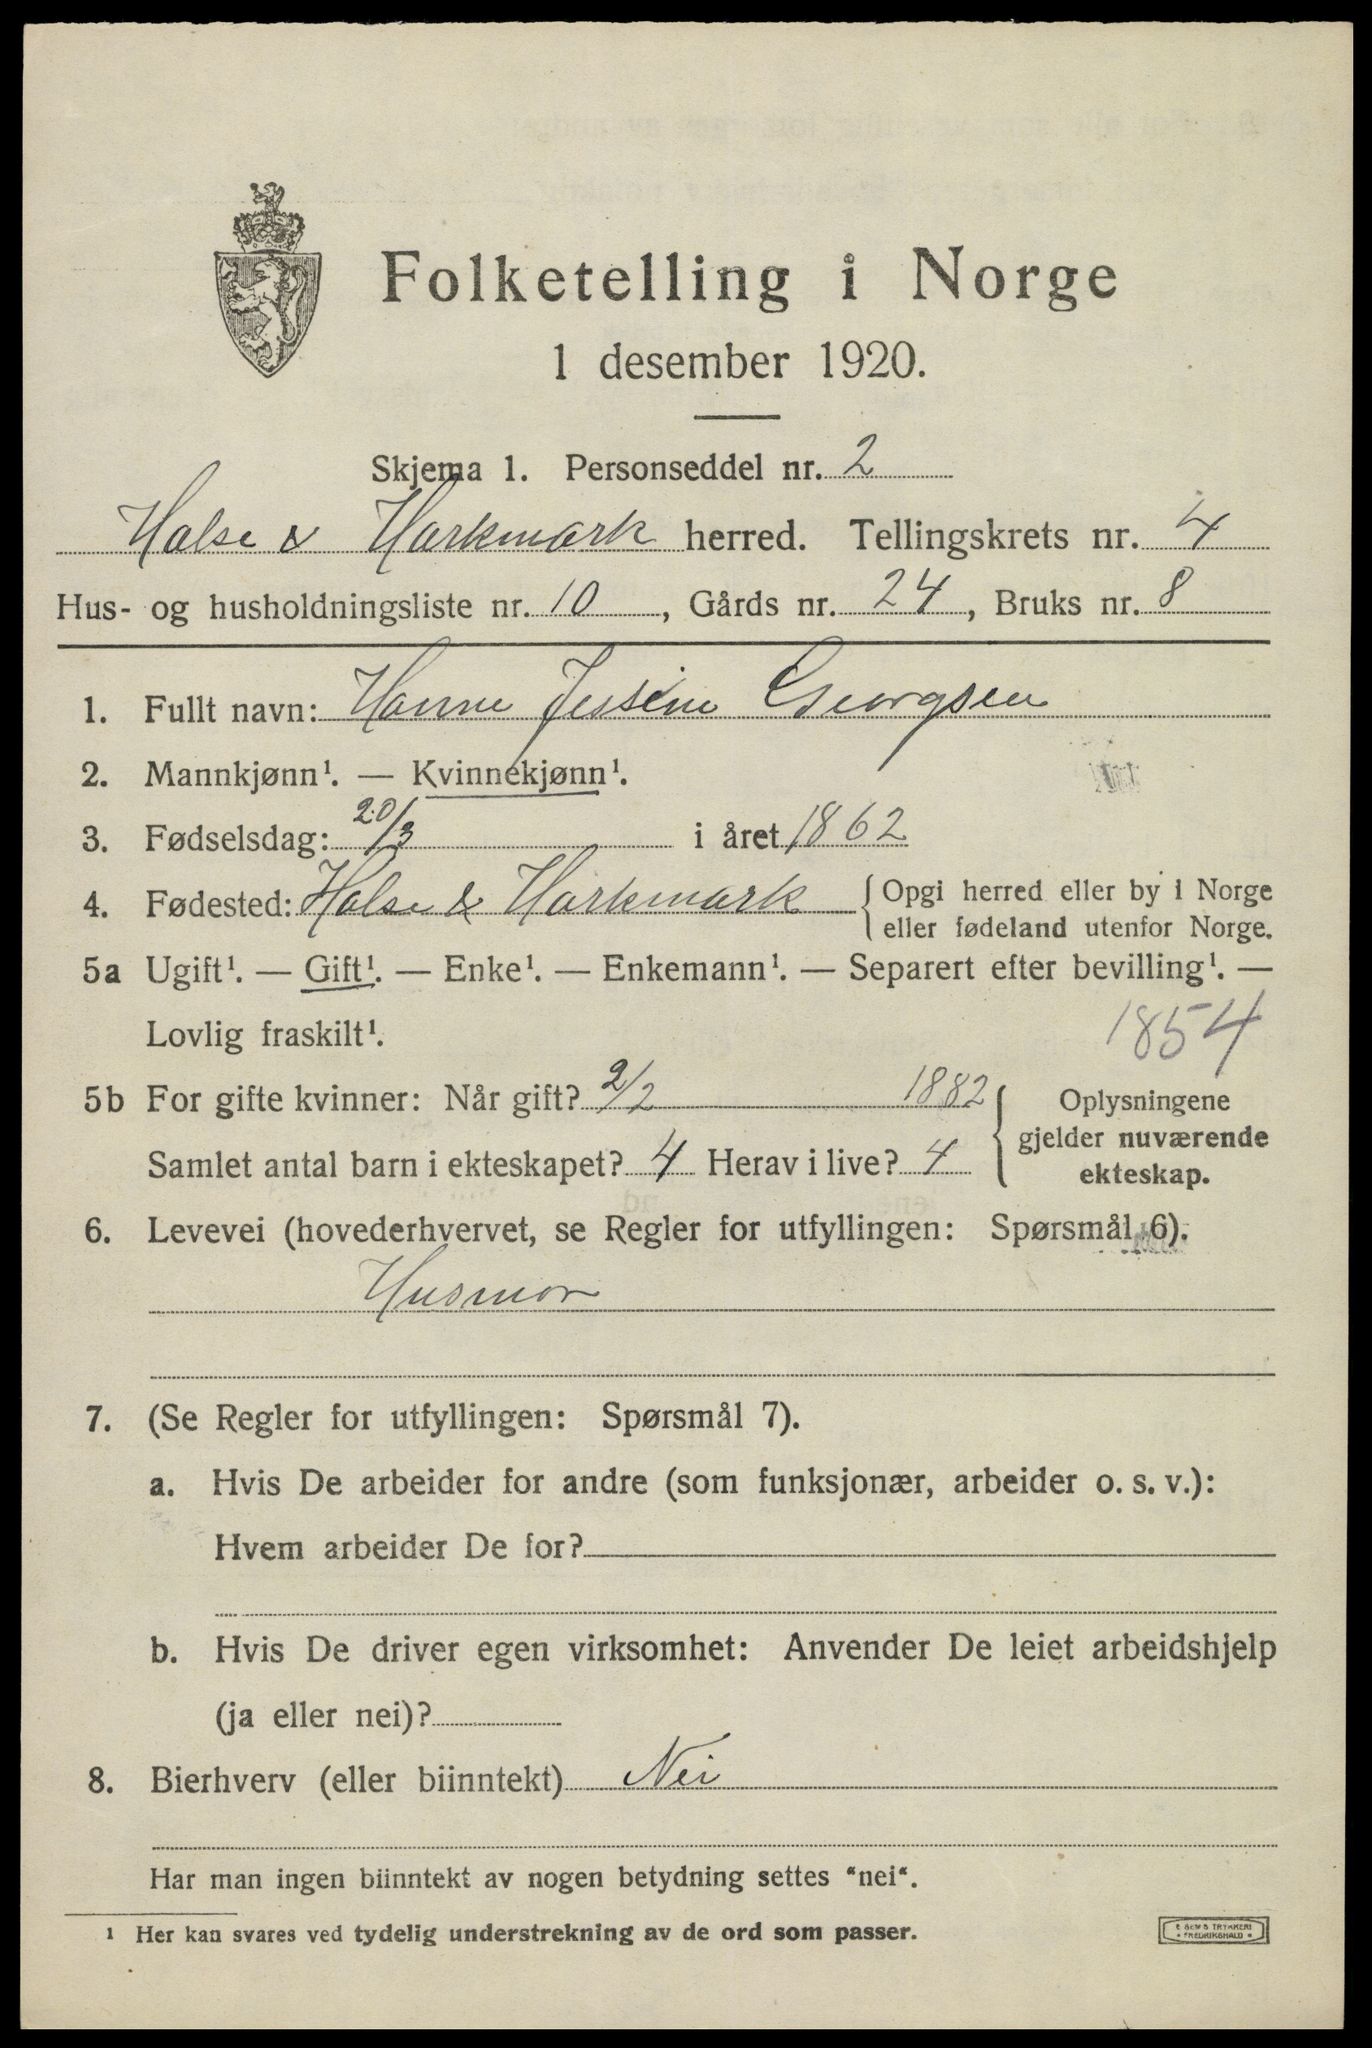 Folketelling i Norge
1 desember 1920.
Skjema 1. Personseddel nr. 2
Halse & Harkmark herred. Tellingskrets nr. 4
Hus- og husholdningsliste nr. 10, Gårds nr. 24, Bruks nr. 8
1. Fullt navn: Hanne Jessine Georgsen
2. Mannkjønn¹. — Kvinnekjønn¹.
3. Fødselsdag: 20/3 i året 1862
4. Fødested: Halse & Harkmark { Opgi herred eller by i Norge
eller fødeland utenfor Norge.
5a Ugift¹. — Gift¹. — Enke¹. — Enkemann¹. — Separert efter bevilling¹. —
Lovlig fraskilt¹.
1854
5b For gifte kvinner: Når gift? 2/2 1882
Samlet antal barn i ekteskapet? 4 Herav i live? 4
Oplysningene
gjelder nuværende
ekteskap.
6. Levevei (hovederhvervet, se Regler for utfyllingen: Spørsmål 6).
Husmor
7. (Se Regler for utfyllingen: Spørsmål 7).
a. Hvis De arbeider for andre (som funksjonær, arbeider o. s. v.):
Hvem arbeider De for?
b. Hvis De driver egen virksomhet: Anvender De leiet arbeidshjelp
(ja eller nei)?
8. Bierhverv (eller biinntekt) Nei
Har man ingen biinntekt av nogen betydning settes "nei".
¹ Her kan svares ved tydelig understrekning av de ord som passer.
TRYKKERI
FREDRIKSHALD